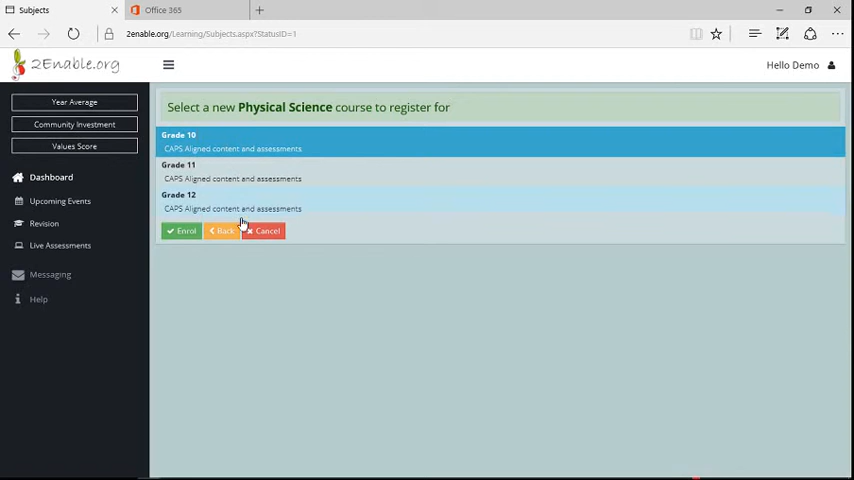 Subjects
Office 365
2enable.org/Learning/Subjects.aspx?StatusID=1
2Enable.org
Hello Demo
Year Average
Community Investment
Values Score
Dashboard
Upcoming Events
Revision
Live Assessments
Messaging
Help
Select a new Physical Science course to register for
Grade 10
CAPS Aligned content and assessments
Grade 11
CAPS Aligned content and assessments
Grade 12
CAPS Aligned content and assessments
Enrol
Back
Cancel